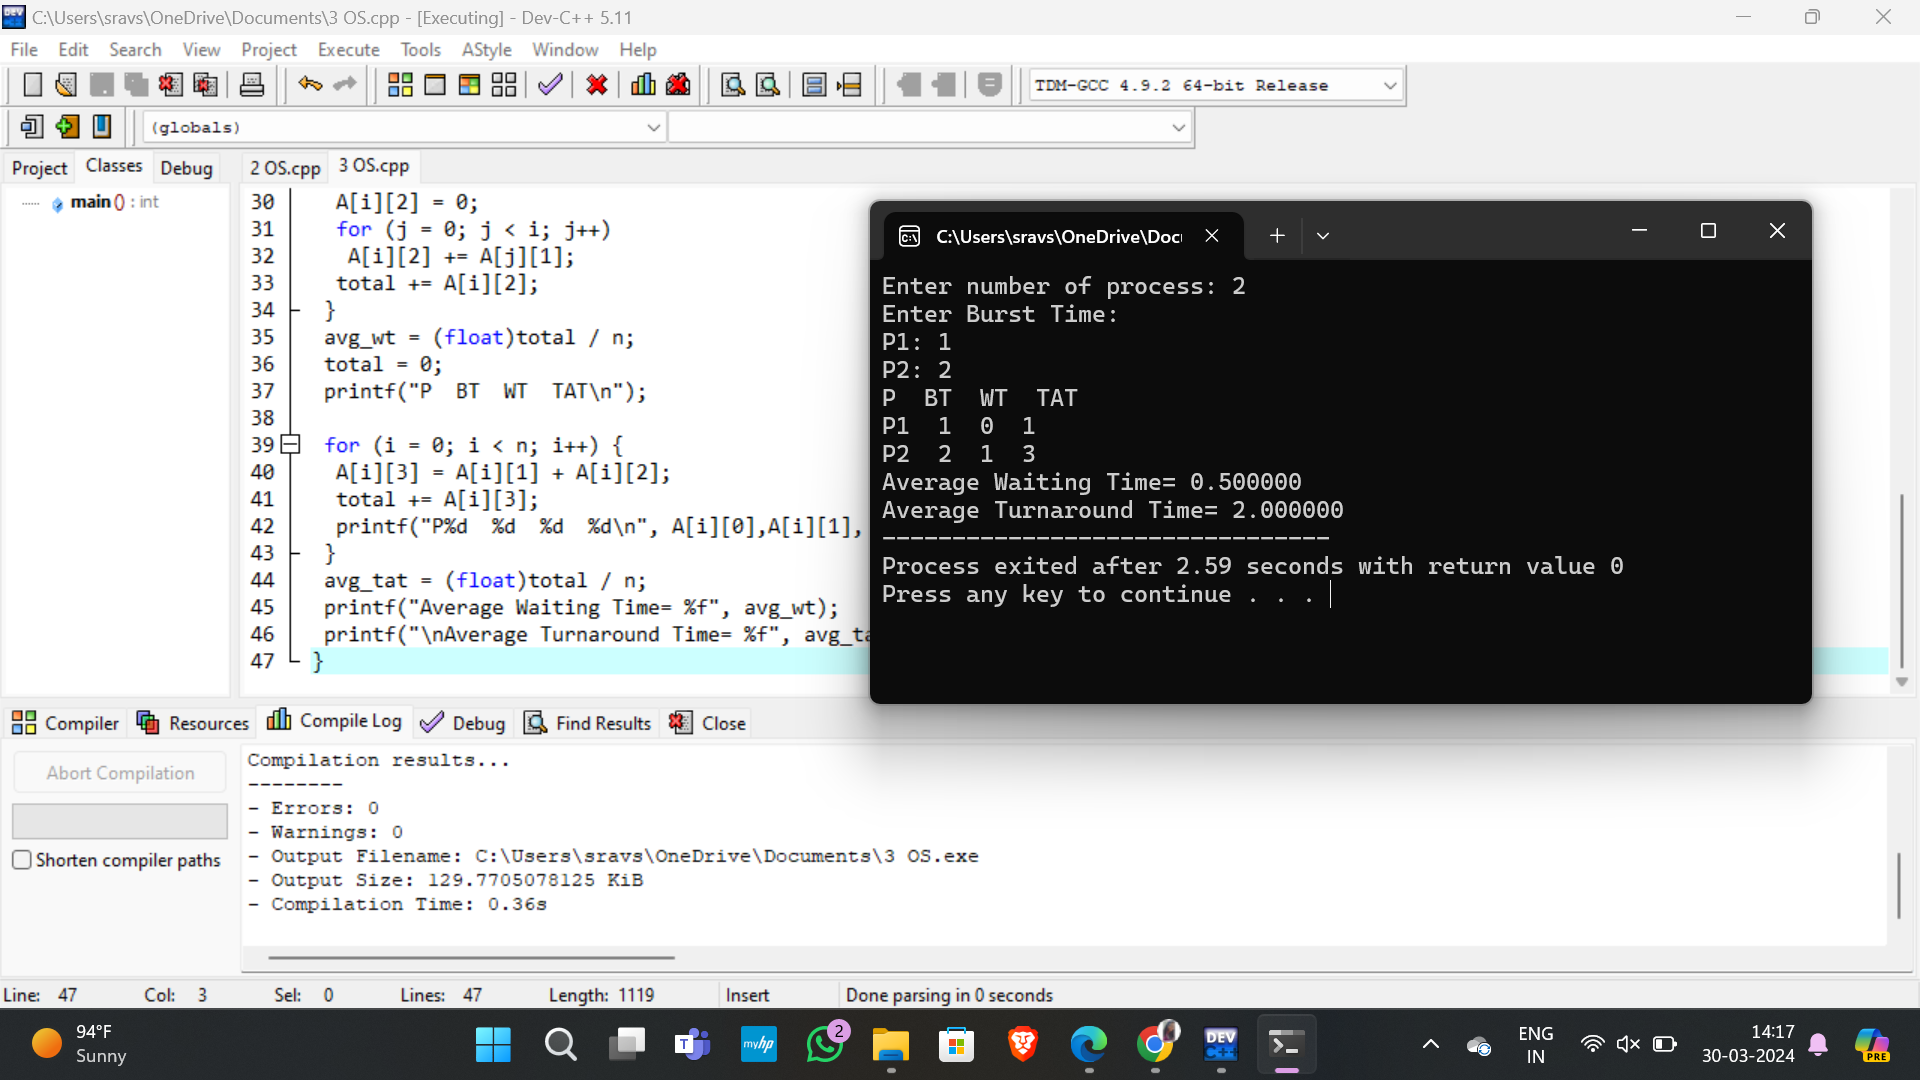 C:\Users\sravs\OneDrive\Documents\3 OS.cpp - [Executing] - Dev-C++ 5.11
File Edit Search View Project Execute Tools AStyle Window Help
TDM-GCC 4.9.2 64-bit Release
(globals)
Project Classes Debug
2 OS.cpp 3 OS.cpp
main () : int
30 A[i][2] = 0;
31 for (j = 0; j < i; j++)
32 A[i][2] += A[j][1];
33 total += A[i][2];
34 }
35 avg_wt = (float)total / n;
36 total = 0;
37 printf("P  BT  WT  TAT\n");
38
39 for (i = 0; i < n; i++) {
40 A[i][3] = A[i][1] + A[i][2];
41 total += A[i][3];
42 printf("P%d  %d  %d  %d\n", A[i][0],A[i][1],
43 }
44 avg_tat = (float)total / n;
45 printf("Average Waiting Time= %f", avg_wt);
46 printf("\nAverage Turnaround Time= %f", avg_ta
47 }
C:\Users\sravs\OneDrive\Doc
Enter number of process: 2
Enter Burst Time:
P1: 1
P2: 2
P  BT  WT  TAT
P1  1  0  1
P2  2  1  3
Average Waiting Time= 0.500000
Average Turnaround Time= 2.000000
--------------------------------
Process exited after 2.59 seconds with return value 0
Press any key to continue . . .
Compiler Resources Compile Log Debug Find Results Close
Abort Compilation
Shorten compiler paths
Compilation results...
--------
- Errors: 0
- Warnings: 0
- Output Filename: C:\Users\sravs\OneDrive\Documents\3 OS.exe
- Output Size: 129.7705078125 KiB
- Compilation Time: 0.36s
Line: 47 Col: 3 Sel: 0 Lines: 47 Length: 1119 Insert Done parsing in 0 seconds
94°F
Sunny
myhp
2
DEV
C++
ENG
IN
14:17
30-03-2024
PRE